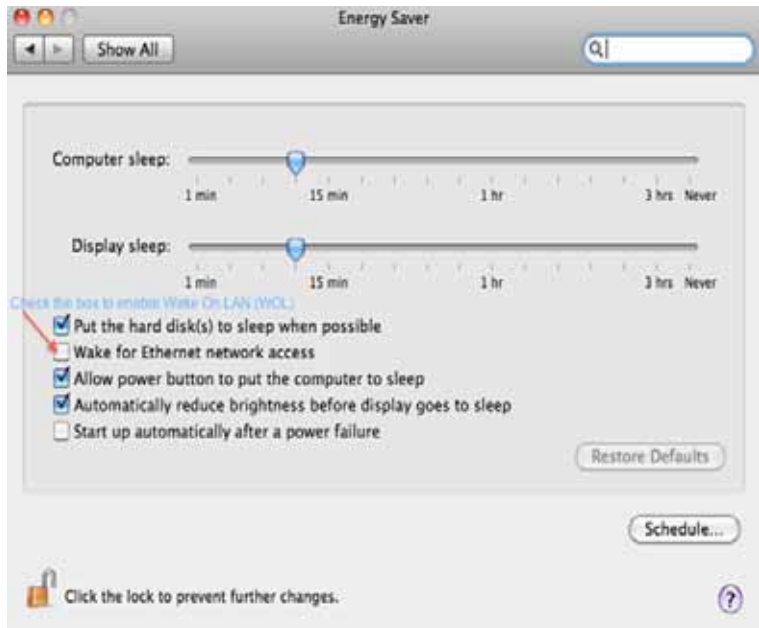 Energy Saver
Show All
Computer sleep:
1 min 15 min 1 hr 3 hrs Never
Display sleep:
1 min 15 min 1 hr 3 hrs Never
Check the box to enable Wake On LAN (WOL)
Put the hard disk(s) to sleep when possible
Wake for Ethernet network access
Allow power button to put the computer to sleep
Automatically reduce brightness before display goes to sleep
Start up automatically after a power failure
Restore Defaults
Schedule...
Click the lock to prevent further changes.
?